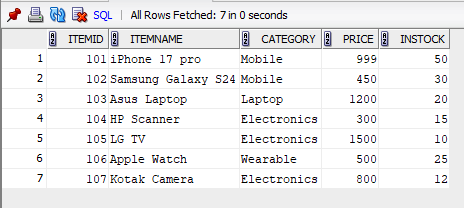 SQL | All Rows Fetched: 7 in 0 seconds
ITEMID ITEMNAME CATEGORY PRICE INSTOCK
1 101 iPhone 17 pro Mobile 999 50
2 102 Samsung Galaxy S24 Mobile 450 30
3 103 Asus Laptop Laptop 1200 20
4 104 HP Scanner Electronics 300 15
5 105 LG TV Electronics 1500 10
6 106 Apple Watch Wearable 500 25
7 107 Kotak Camera Electronics 800 12